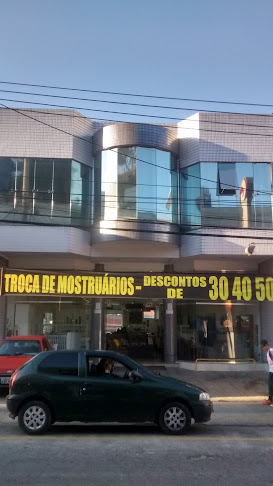 TROCA DE MOSTRUÁRIOS - DESCONTOS DE 30 40 50